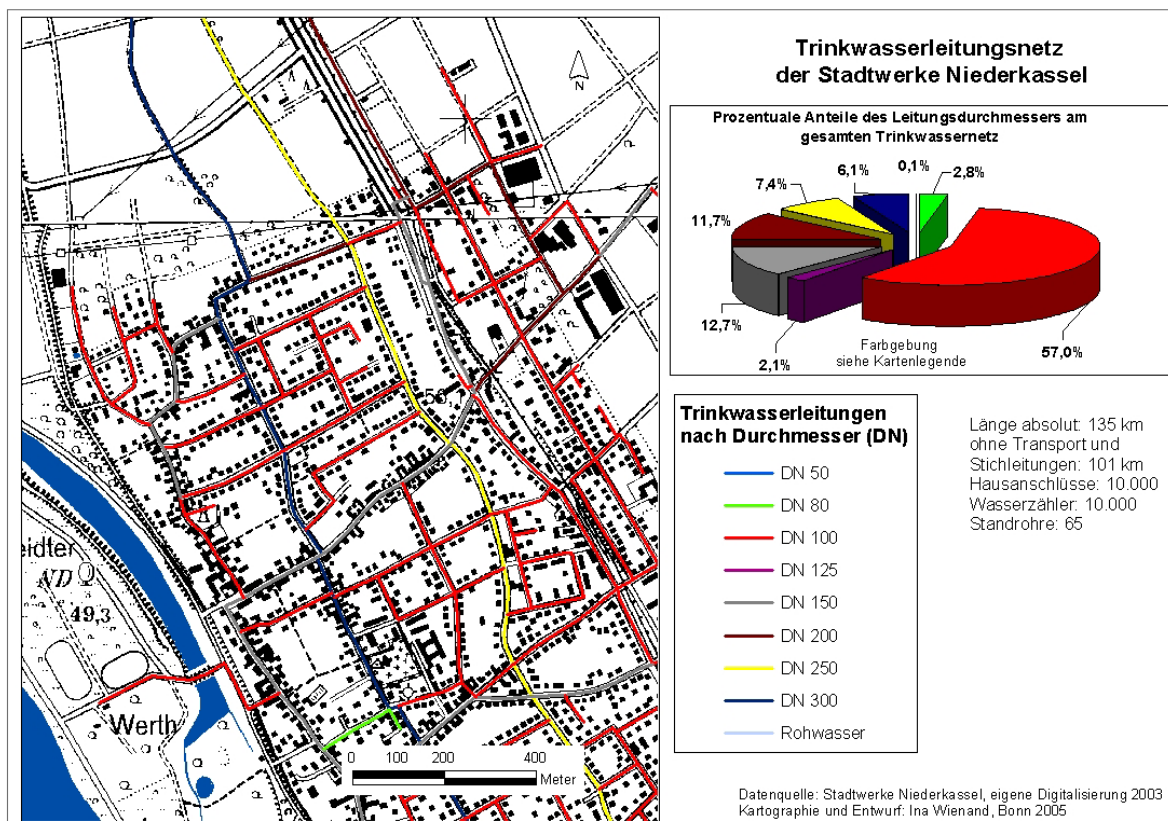 Trinkwasserleitungsnetz
der Stadtwerke Niederkassel
Prozentuale Anteile des Leitungsdurchmessers am
gesamten Trinkwassernetz
0,1%
6,1%
2,8%
7,4%
11,7%
12,7%
2,1%
57,0%
Farbgebung
siehe Kartenlegende
Trinkwasserleitungen
nach Durchmesser (DN)
DN 50
DN 80
DN 100
DN 125
DN 150
DN 200
DN 250
DN 300
Rohwasser
Länge absolut: 135 km
ohne Transport und
Stichleitungen: 101 km
Hausanschlüsse: 10.000
Wasserzähler: 10.000
Standrohre: 65
N
eidter
ND
49,3
Werth
0 100 200 400
Meter
Datenquelle: Stadtwerke Niederkassel, eigene Digitalisierung 2003
Kartographie und Entwurf: Ina Wienand, Bonn 2005